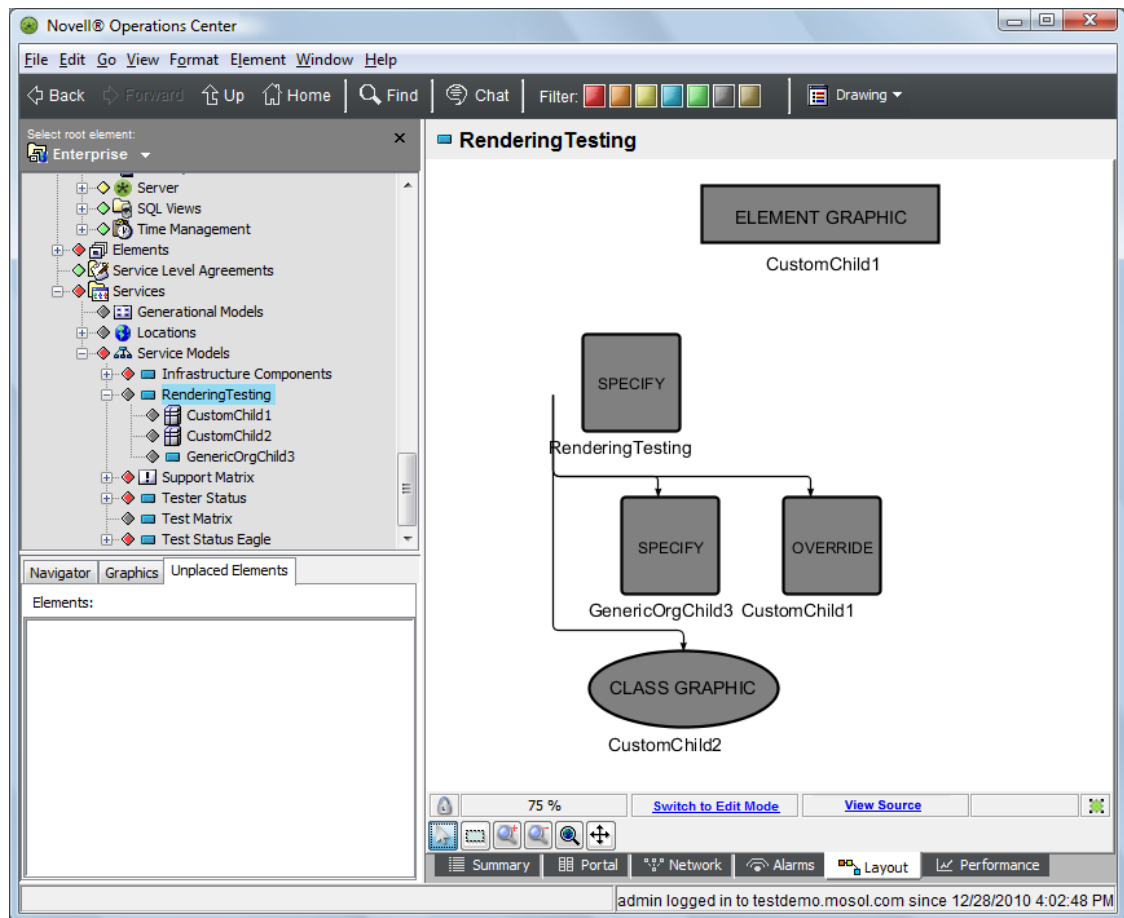 Novell® Operations Center
File Edit Go View Format Element Window Help
Back Forward Up Home Find Chat Filter: Drawing
Select root element:
Enterprise
Server
SQL Views
Time Management
Elements
Service Level Agreements
Services
Generational Models
Locations
Service Models
Infrastructure Components
RenderingTesting
CustomChild1
CustomChild2
GenericOrgChild3
Support Matrix
Tester Status
Test Matrix
Test Status Eagle
Navigator Graphics Unplaced Elements
Elements:
RenderingTesting
ELEMENT GRAPHIC
CustomChild1
SPECIFY
RenderingTesting
SPECIFY OVERRIDE
GenericOrgChild3 CustomChild1
CLASS GRAPHIC
CustomChild2
75 % Switch to Edit Mode View Source
Summary Portal Network Alarms Layout Performance
admin logged in to testdemo.mosol.com since 12/28/2010 4:02:48 PM